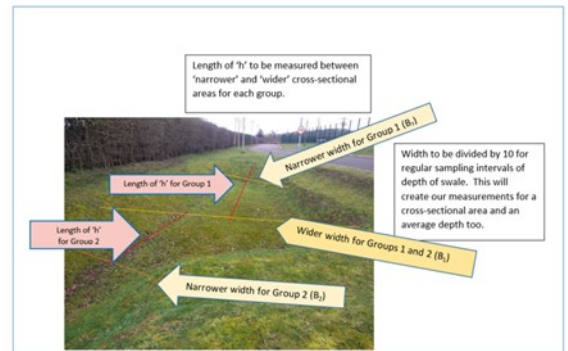 Length of 'h' to be measured between
'narrower' and 'wider' cross-sectional
areas for each group.
Narrower width for Group 1 (B₁)
Width to be divided by 10 for
regular sampling intervals of
depth of swale. This will
create our measurements for a
cross-sectional area and an
average depth too.
Length of 'h' for Group 1
Length of 'h'
for Group 2
Wider width for Groups 1 and 2 (B₁)
Narrower width for Group 2 (B₂)